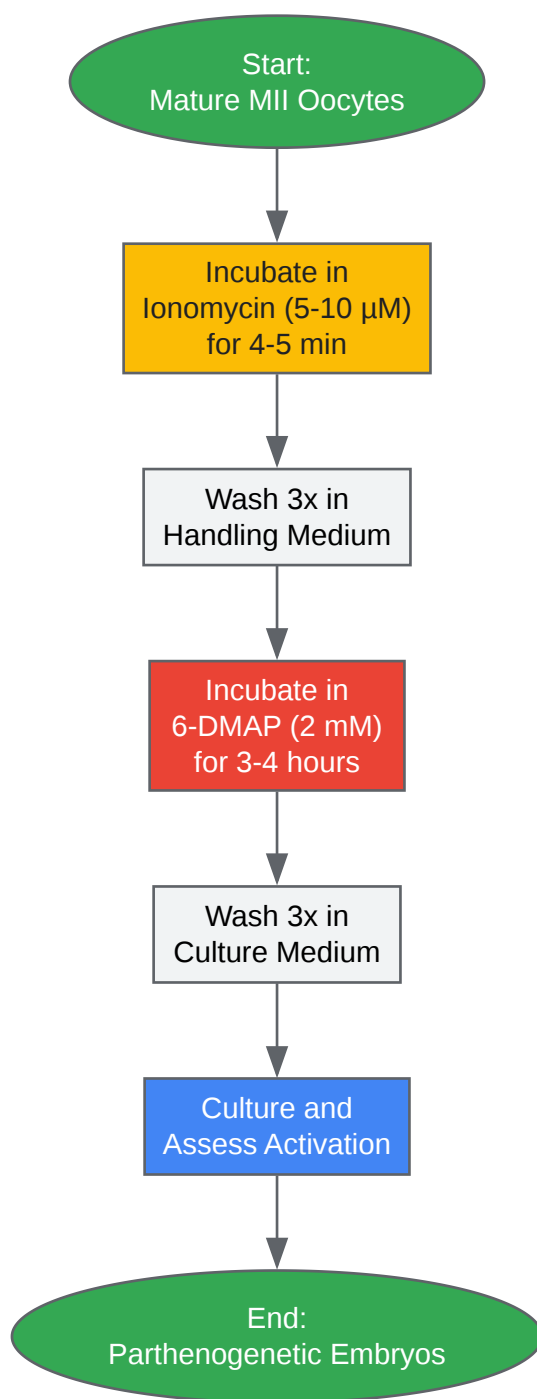 Start:
Mature MII Oocytes
Incubate in
Ionomycin (5-10 µM)
for 4-5 min
Wash 3x in
Handling Medium
Incubate in
6-DMAP (2 mM)
for 3-4 hours
Wash 3x in
Culture Medium
Culture and
Assess Activation
End:
Parthenogenetic Embryos